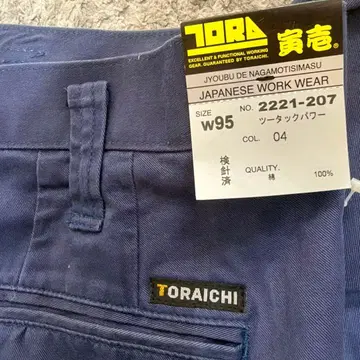 TORA 寅壱
EXCELLENT & FUNCTIONAL WORKING
GEAR. GUARANTEED BY TORAICHI.
JYOUBU DE NAGAMOTISIMASU
JAPANESE WORK WEAR
SIZE W95
NO. 2221-207
ツータックパワー
COL. 04
検針済
QUALITY.
綿 100%
TORAICHI